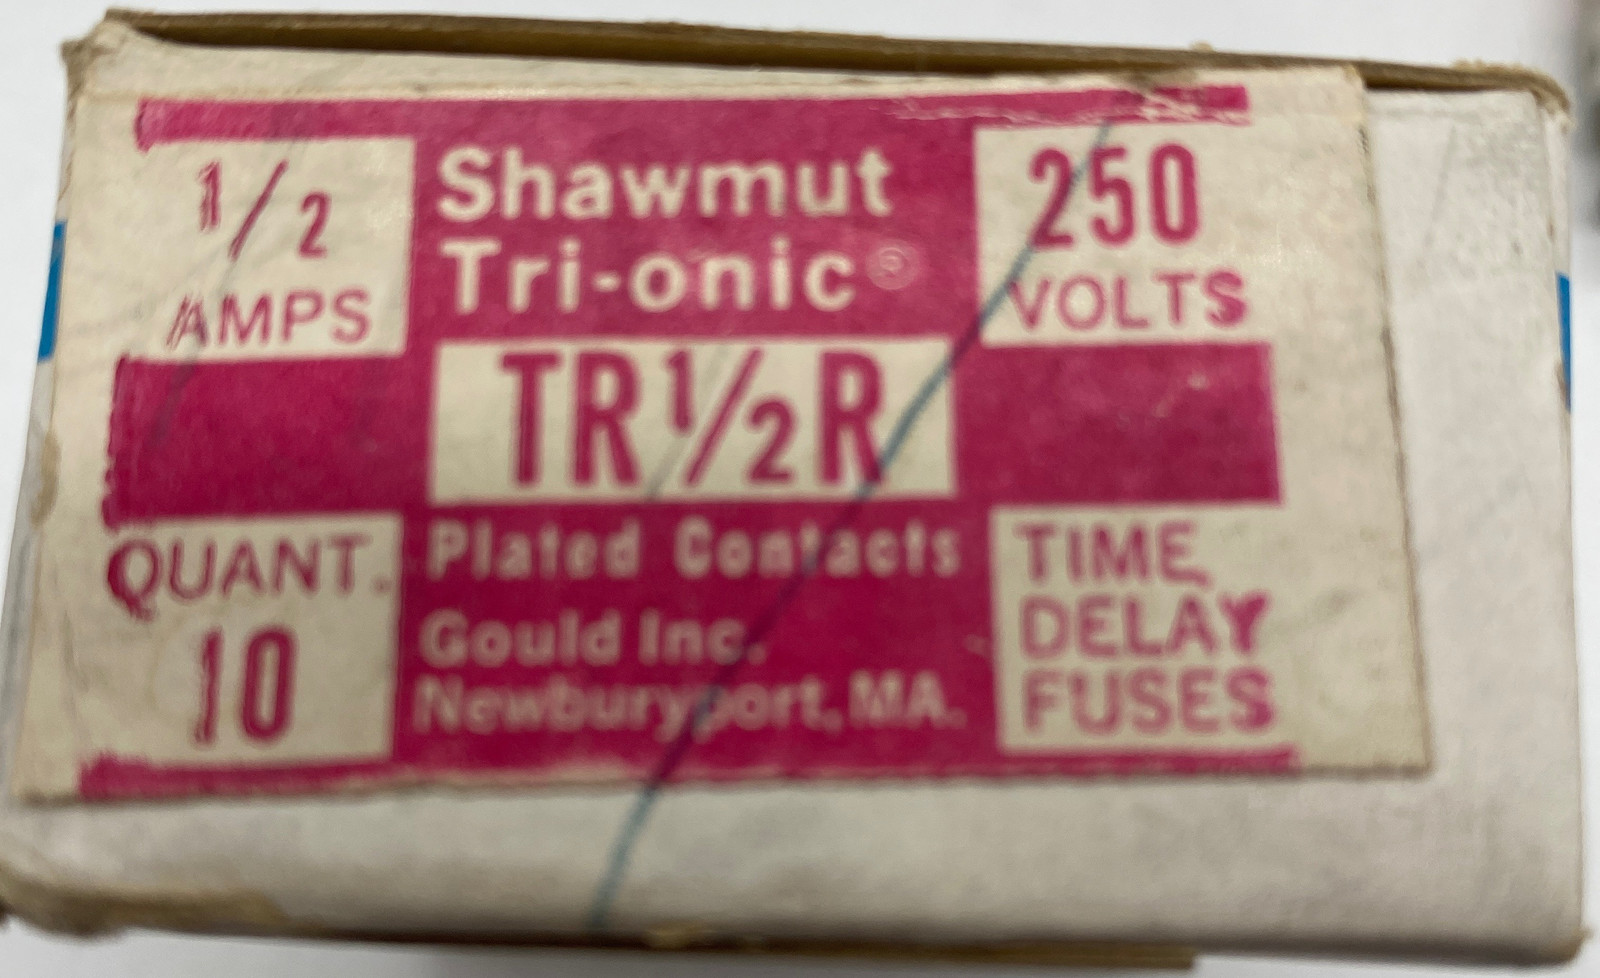 1/2
AMPS
Shawmut
Tri-onic®
250
VOLTS
TR1/2R
QUANT.
10
Plated Contacts
Gould Inc.
Newburyport, MA.
TIME
DELAY
FUSES